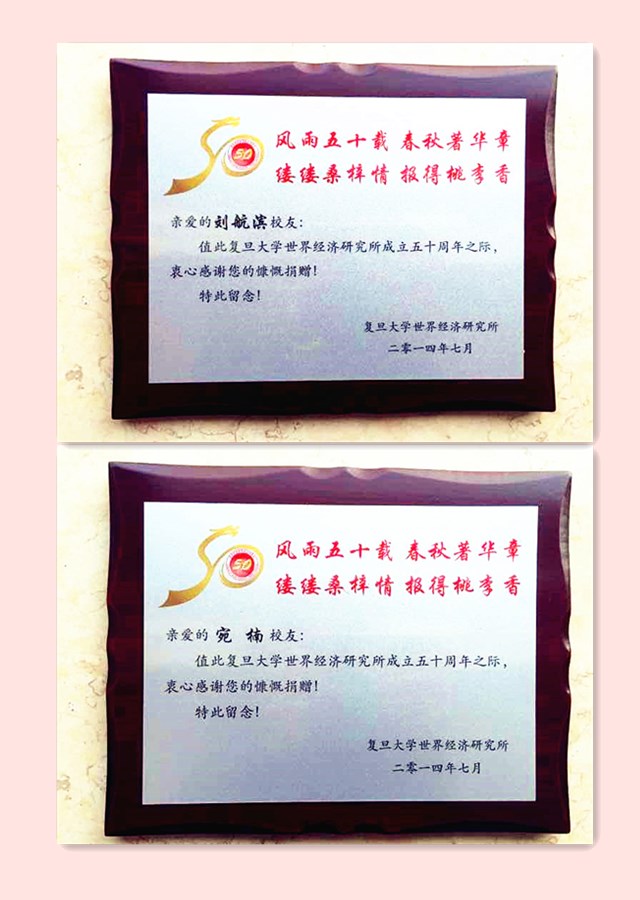 50
风雨五十载 春秋著华章
缕缕桑梓情 报得桃李香
亲爱的刘航滨校友：
值此复旦大学世界经济研究所成立五十周年之际，
衷心感谢您的慷慨捐赠！
特此留念！
复旦大学世界经济研究所
二零一四年七月
50
风雨五十载 春秋著华章
缕缕桑梓情 报得桃李香
亲爱的 宛 楠 校友：
值此复旦大学世界经济研究所成立五十周年之际，
衷心感谢您的慷慨捐赠！
特此留念！
复旦大学世界经济研究所
二零一四年七月